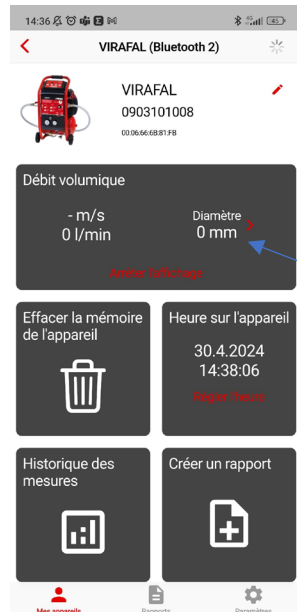 14:36
VIRAFAL (Bluetooth 2)
VIRAFAL
0903101008
00:06:66:6B:81:FB
Débit volumique
- m/s
0 l/min
Diamètre
0 mm
Arrêter l'affichage
Effacer la mémoire
de l'appareil
Heure sur l'appareil
30.4.2024
14:38:06
Régler l'heure
Historique des
mesures
Créer un rapport
Mes appareils
Rapports
Paramètres